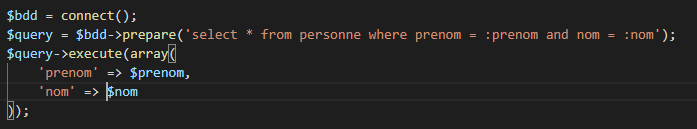 $bdd = connect();
$query = $bdd->prepare('select * from personne where prenom = :prenom and nom = :nom');
$query->execute(array(
    'prenom' => $prenom,
    'nom' => $nom
));